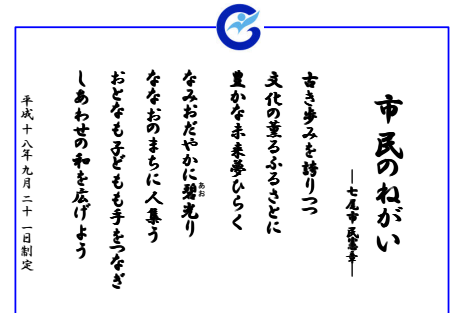 市民のねがい
―七尾市民憲章―
古き歩みを誇りつつ
文化の薫るふるさとに
豊かな未来夢ひらく
なみおだやかに碧光り
あお
ななおのまちに人集う
おとなも子どもも手をつなぎ
しあわせの和を広げよう
平成十八年九月二十一日制定